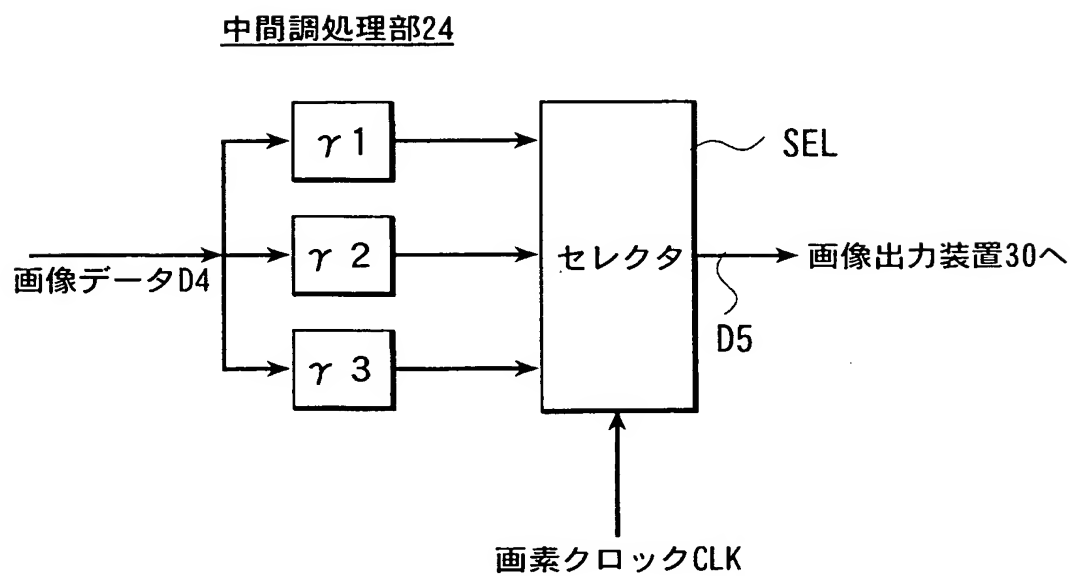 中間調処理部24
γ1
SEL
γ2
セレクタ
画像出力装置30へ
画像データD4
D5
γ3
画素クロックCLK